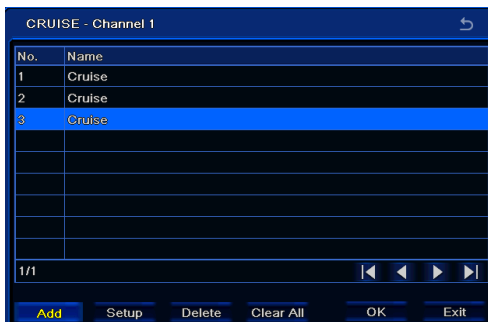 CRUISE - Channel 1
No. Name
1 Cruise
2 Cruise
3 Cruise
1/1
Add Setup Delete Clear All OK Exit